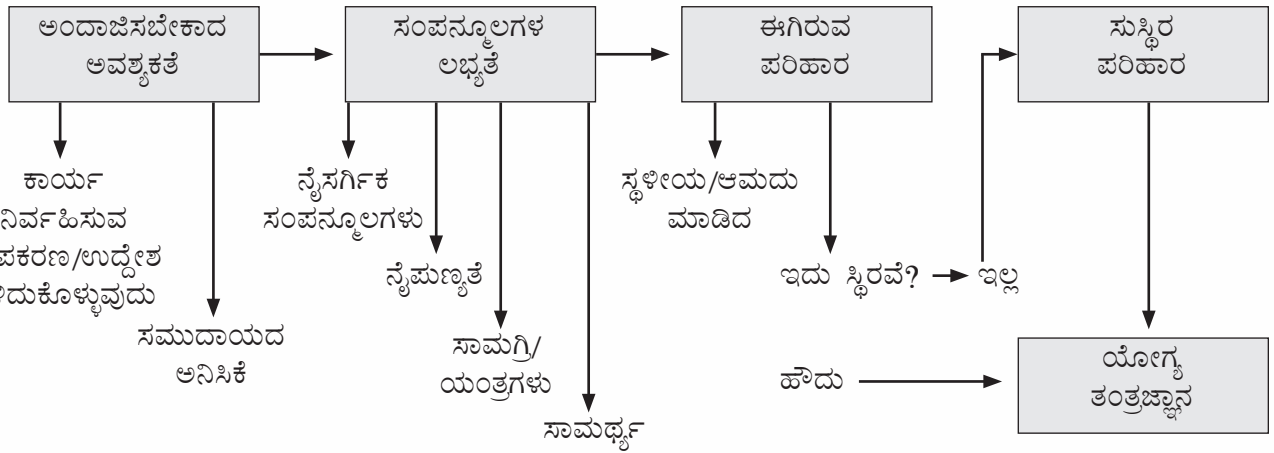 ಅಂದಾಜಿಸಬೇಕಾದ
ಅವಶ್ಯಕತೆ
ಸಂಪನ್ಮೂಲಗಳ
ಲಭ್ಯತೆ
ಈಗಿರುವ
ಪರಿಹಾರ
ಸುಸ್ಥಿರ
ಪರಿಹಾರ
ಕಾರ್ಯ
ನಿರ್ವಹಿಸುವ
ಪಕರಣ/ಉದ್ದೇಶ
ಳಿದುಕೊಳ್ಳುವುದು
ಸಮುದಾಯದ
ಅನಿಸಿಕೆ
ನೈಸರ್ಗಿಕ
ಸಂಪನ್ಮೂಲಗಳು
ನೈಪುಣ್ಯತೆ
ಸಾಮಗ್ರಿ/
ಯಂತ್ರಗಳು
ಸಾಮರ್ಥ್ಯ
ಸ್ಥಳೀಯ/ಆಮದು
ಮಾಡಿದ
ಇದು ಸ್ಥಿರವೆ? ಇಲ್ಲ
ಹೌದು
ಯೋಗ್ಯ
ತಂತ್ರಜ್ಞಾನ